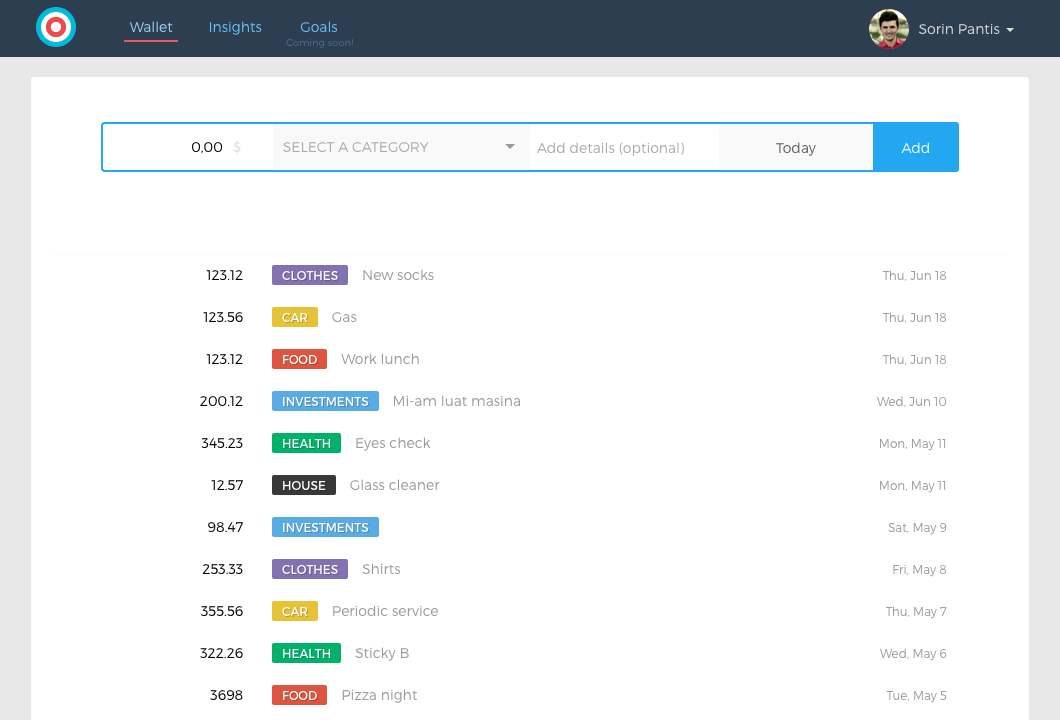 Wallet Insights Goals
Coming soon!
Sorin Pantis
0,00 $ SELECT A CATEGORY Add details (optional) Today Add
123.12 CLOTHES New socks Thu, Jun 18
123.56 CAR Gas Thu, Jun 18
123.12 FOOD Work lunch Thu, Jun 18
200.12 INVESTMENTS Mi-am luat masina Wed, Jun 10
345.23 HEALTH Eyes check Mon, May 11
12.57 HOUSE Glass cleaner Mon, May 11
98.47 INVESTMENTS Sat, May 9
253.33 CLOTHES Shirts Fri, May 8
355.56 CAR Periodic service Thu, May 7
322.26 HEALTH Sticky B Wed, May 6
3698 FOOD Pizza night Tue, May 5